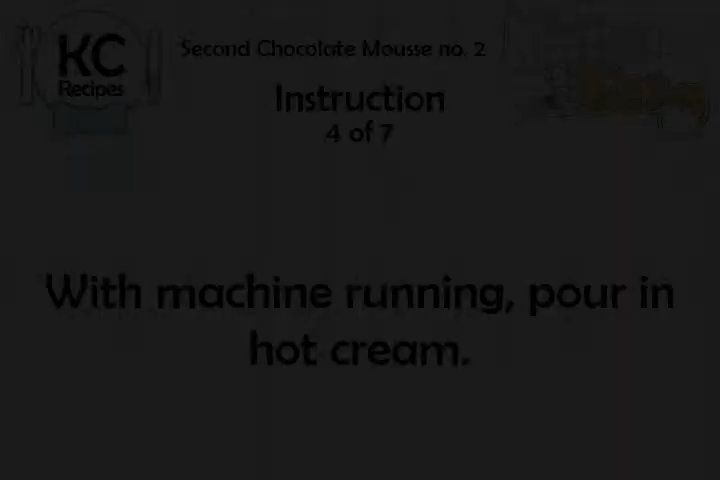 KC
Recipes
Second Chocolate Mousse no. 2
Instruction
4 of 7
With machine running, pour in
hot cream.